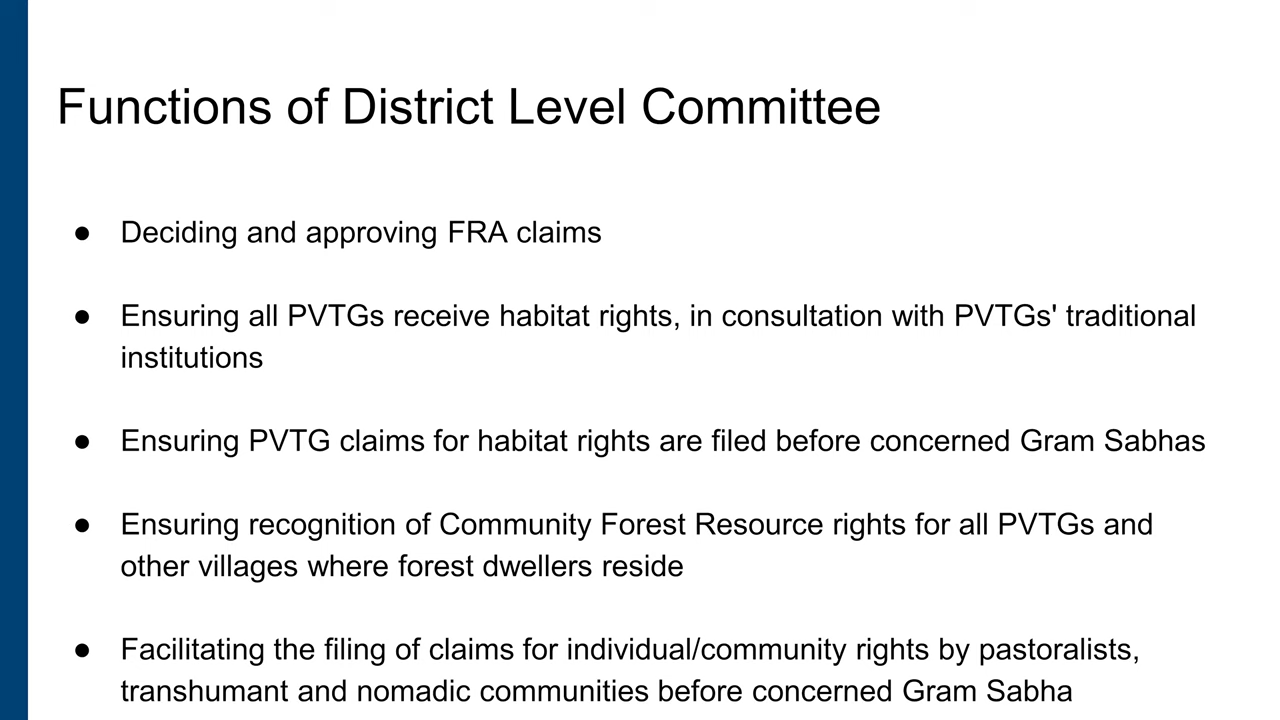 Functions of District Level Committee
● Deciding and approving FRA claims
● Ensuring all PVTGs receive habitat rights, in consultation with PVTGs' traditional
institutions
● Ensuring PVTG claims for habitat rights are filed before concerned Gram Sabhas
● Ensuring recognition of Community Forest Resource rights for all PVTGs and
other villages where forest dwellers reside
● Facilitating the filing of claims for individual/community rights by pastoralists,
transhumant and nomadic communities before concerned Gram Sabha